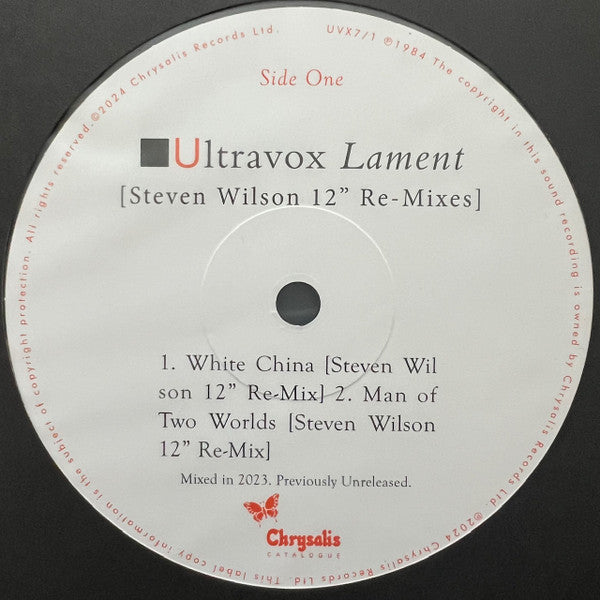 UVX7/1 ℗1984 The copyright in this sound recording is owned by Chrysalis Records Ltd. ℗2024 Chrysalis Records Ltd. This label copy information is the subject of copyright protection. All rights reserved.©2024 Chrysalis Records Ltd.
Side One
Ultravox Lament
[Steven Wilson 12” Re-Mixes]
1. White China [Steven Wil
son 12” Re-Mix] 2. Man of
Two Worlds [Steven Wilson
12” Re-Mix]
Mixed in 2023. Previously Unreleased.
Chrysalis
CATALOGUE